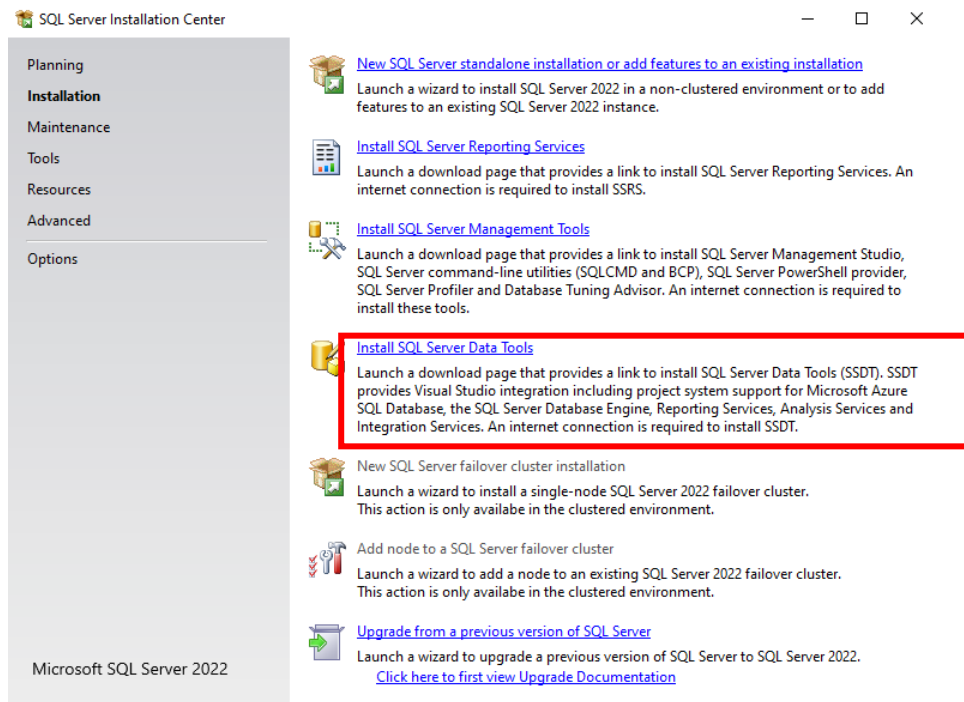 SQL Server Installation Center
Planning
Installation
Maintenance
Tools
Resources
Advanced
Options
Microsoft SQL Server 2022
New SQL Server standalone installation or add features to an existing installation
Launch a wizard to install SQL Server 2022 in a non-clustered environment or to add
features to an existing SQL Server 2022 instance.
Install SQL Server Reporting Services
Launch a download page that provides a link to install SQL Server Reporting Services. An
internet connection is required to install SSRS.
Install SQL Server Management Tools
Launch a download page that provides a link to install SQL Server Management Studio,
SQL Server command-line utilities (SQLCMD and BCP), SQL Server PowerShell provider,
SQL Server Profiler and Database Tuning Advisor. An internet connection is required to
install these tools.
Install SQL Server Data Tools
Launch a download page that provides a link to install SQL Server Data Tools (SSDT). SSDT
provides Visual Studio integration including project system support for Microsoft Azure
SQL Database, the SQL Server Database Engine, Reporting Services, Analysis Services and
Integration Services. An internet connection is required to install SSDT.
New SQL Server failover cluster installation
Launch a wizard to install a single-node SQL Server 2022 failover cluster.
This action is only availabe in the clustered environment.
Add node to a SQL Server failover cluster
Launch a wizard to add a node to an existing SQL Server 2022 failover cluster.
This action is only availabe in the clustered environment.
Upgrade from a previous version of SQL Server
Launch a wizard to upgrade a previous version of SQL Server to SQL Server 2022.
Click here to first view Upgrade Documentation